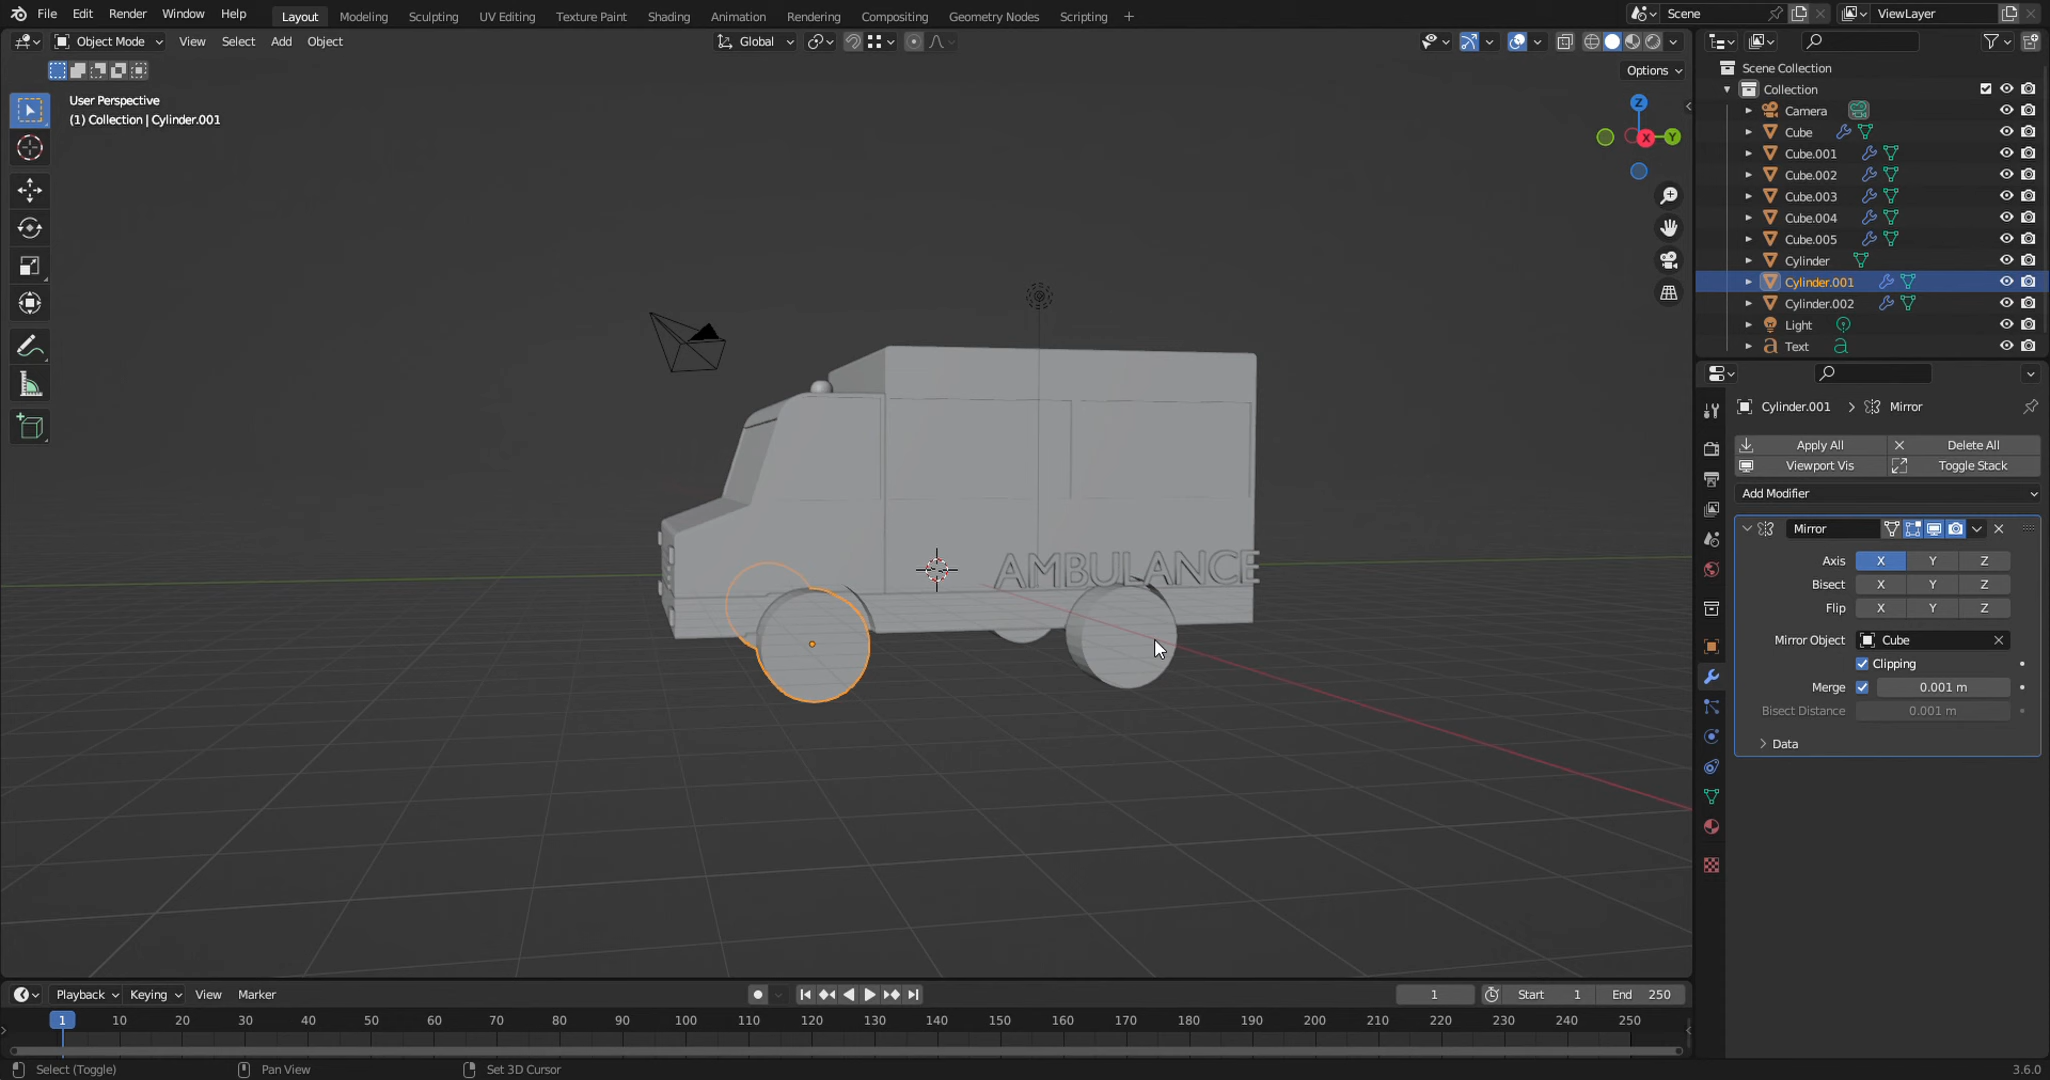 File Edit Render Window Help Layout Modeling Sculpting UV Editing Texture Paint Shading Animation Rendering Compositing Geometry Nodes Scripting + Scene ViewLayer
Object Mode View Select Add Object Global
Options
User Perspective
(1) Collection | Cylinder.001
Z
X
Y
AMBULANCE
Scene Collection
Collection
Camera
Cube
Cube.001
Cube.002
Cube.003
Cube.004
Cube.005
Cylinder
Cylinder.001
Cylinder.002
Light
a Text a
Cylinder.001 > Mirror
Apply All Delete All
Viewport Vis Toggle Stack
Add Modifier
Mirror
Axis X Y Z
Bisect X Y Z
Flip X Y Z
Mirror Object Cube
Clipping
Merge 0.001 m
Bisect Distance 0.001 m
Data
Playback Keying View Marker 1 Start 1 End 250
1 10 20 30 40 50 60 70 80 90 100 110 120 130 140 150 160 170 180 190 200 210 220 230 240 250
Select (Toggle) Pan View Set 3D Cursor 3.6.0